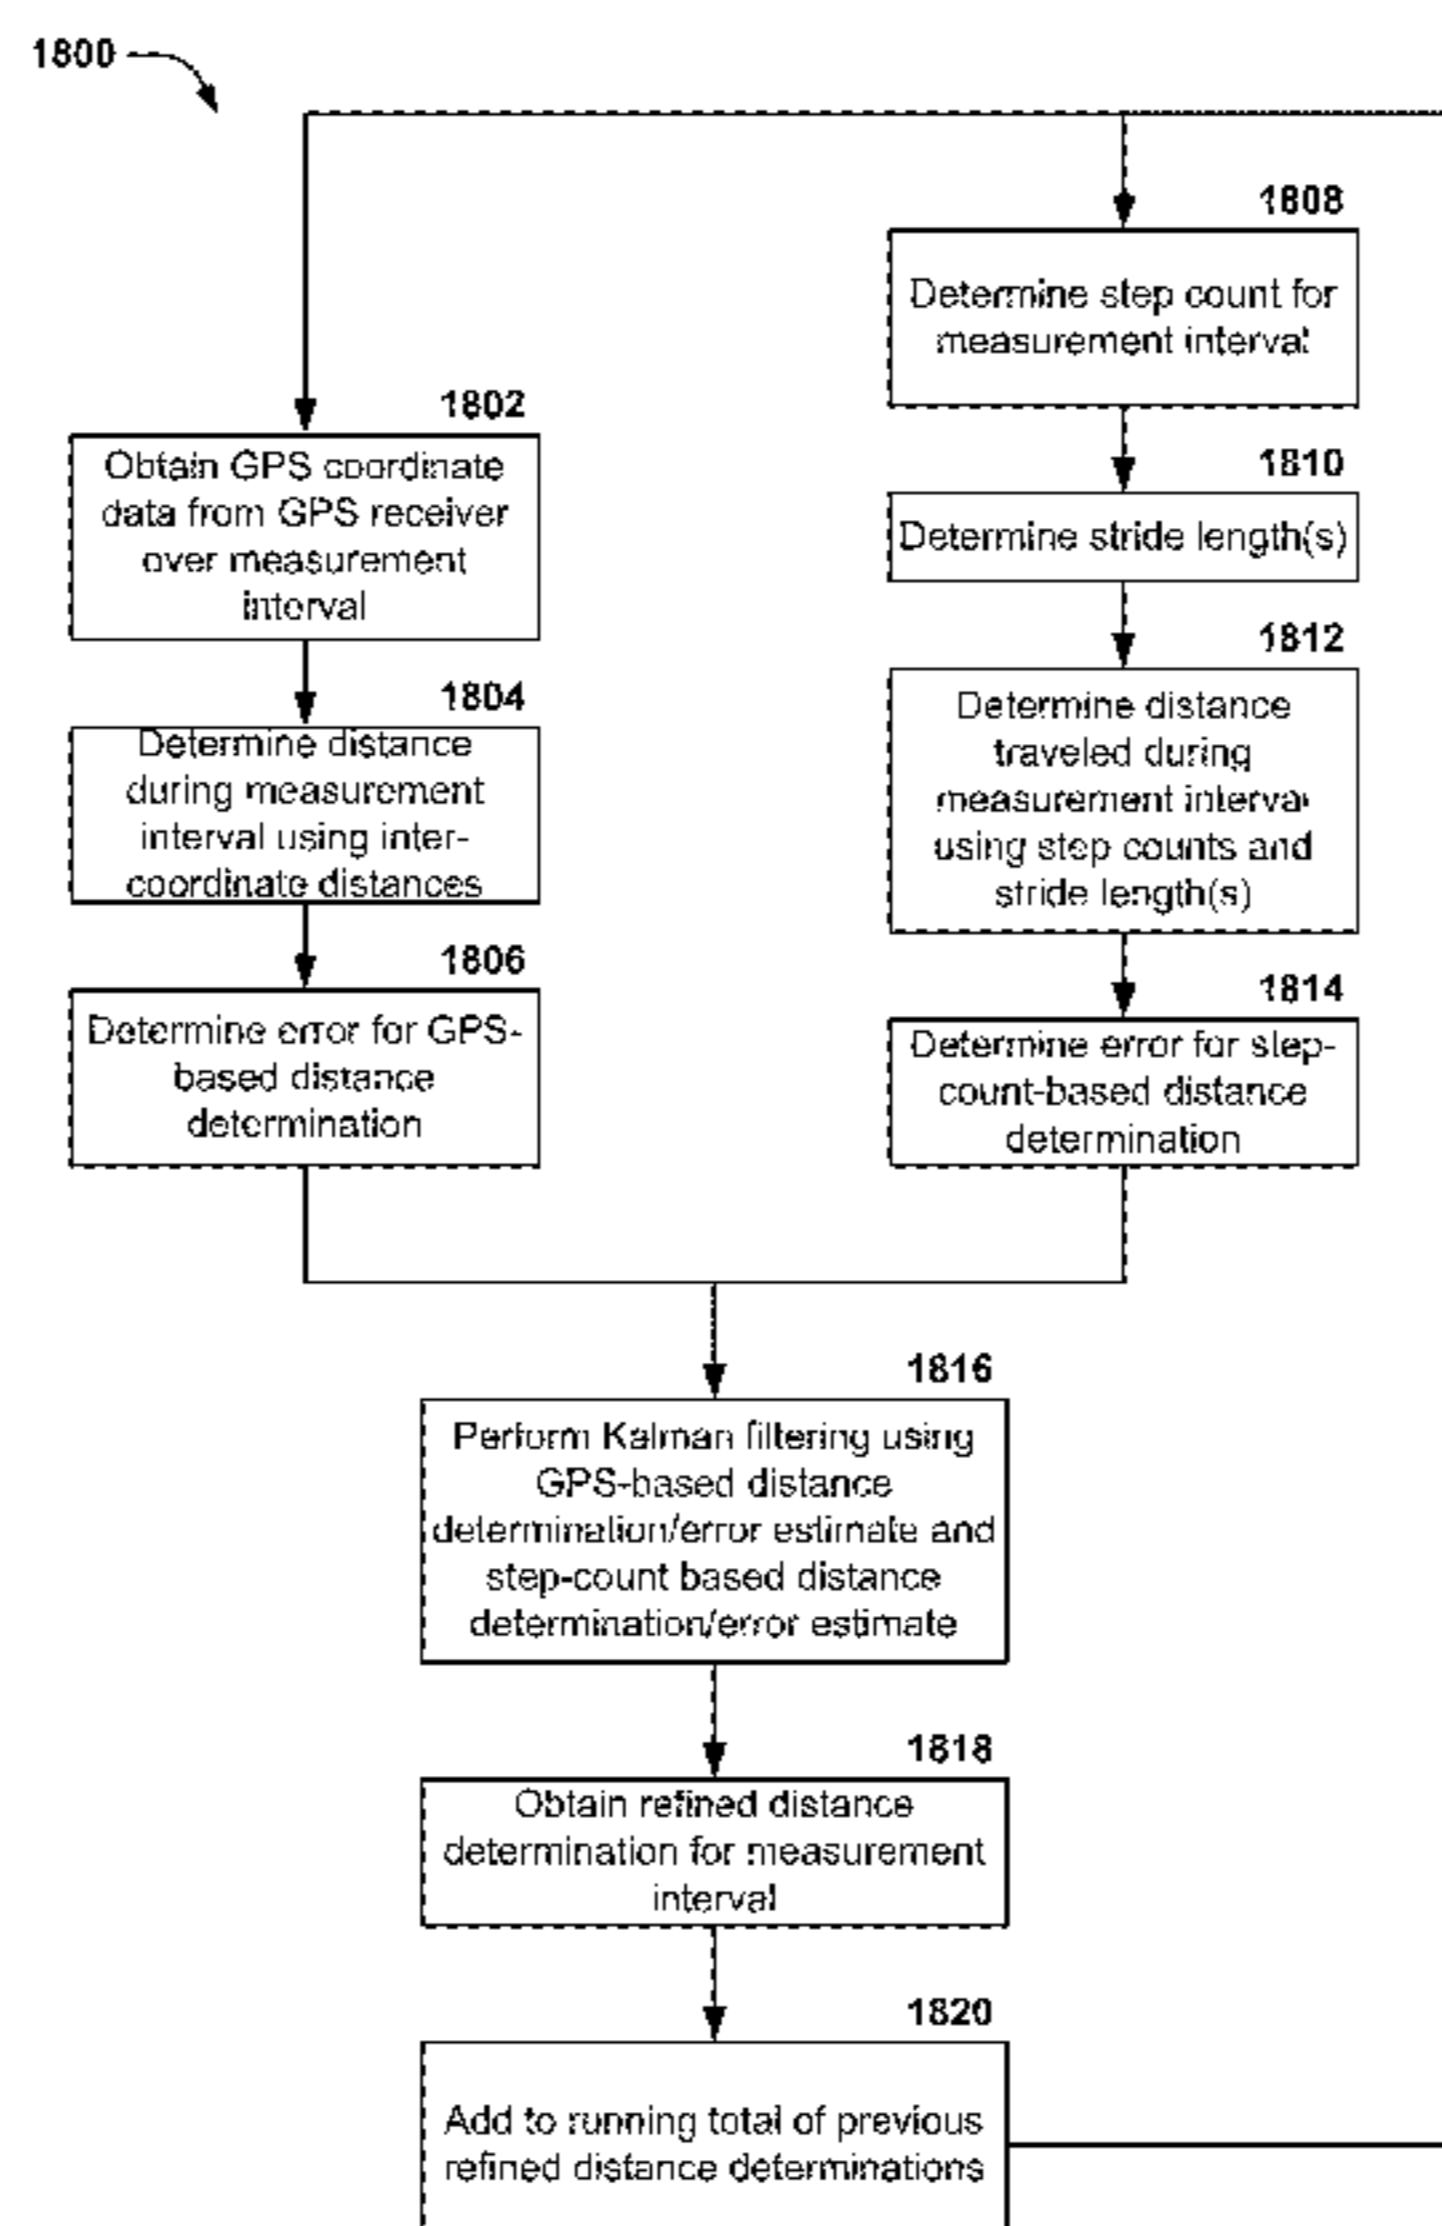 1800
1802
Obtain GPS coordinate
data from GPS receiver
over measurement
interval
1804
Determine distance
during measurement
interval using inter-
coordinate distances
1806
Determine error for GPS-
based distance
determination
1808
Determine step count for
measurement interval
1810
Determine stride length(s)
1812
Determine distance
traveled during
measurement interval
using step counts and
stride length(s)
1814
Determine error for step-
count-based distance
determination
1816
Perform Kalman filtering using
GPS-based distance
determination/error estimate and
step-count based distance
determination/error estimate
1818
Obtain refined distance
determination for measurement
interval
1820
Add to running total of previous
refined distance determinations